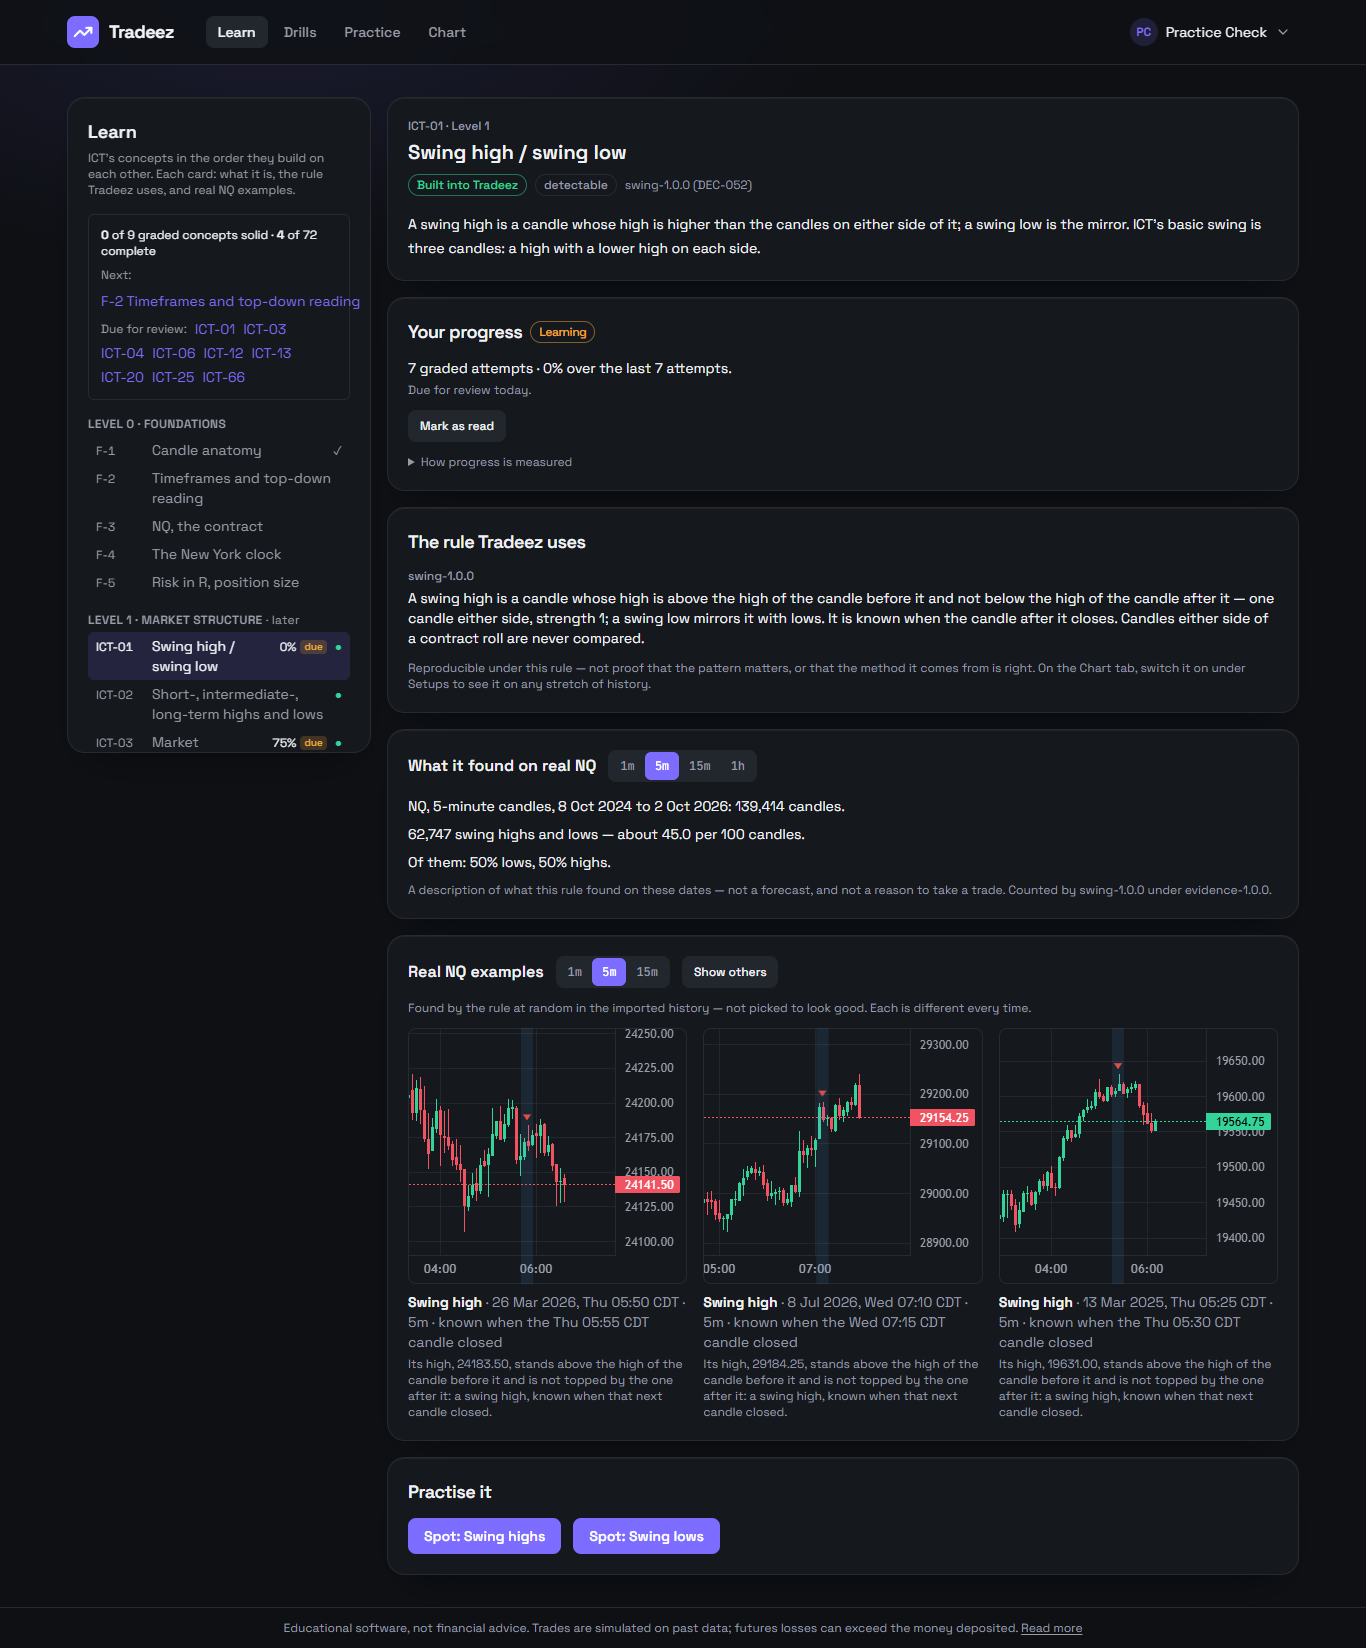 Tradeez
Learn
Drills
Practice
Chart
PC
Practice Check
Learn
ICT's concepts in the order they build on
each other. Each card: what it is, the rule
Tradeez uses, and real NQ examples.
0 of 9 graded concepts solid · 4 of 72
complete
Next:
F-2 Timeframes and top-down reading
Due for review: ICT-01 ICT-03
ICT-04 ICT-06 ICT-12 ICT-13
ICT-20 ICT-25 ICT-66
LEVEL 0 · FOUNDATIONS
F-1 Candle anatomy ✓
F-2 Timeframes and top-down
reading
F-3 NQ, the contract
F-4 The New York clock
F-5 Risk in R, position size
LEVEL 1 · MARKET STRUCTURE · later
ICT-01 Swing high / 0% due
swing low
ICT-02 Short-, intermediate-,
long-term highs and lows
ICT-03 Market 75% due
ICT-01 · Level 1
Swing high / swing low
Built into Tradeez detectable swing-1.0.0 (DEC-052)
A swing high is a candle whose high is higher than the candles on either side of it; a swing low is the mirror. ICT's basic swing is
three candles: a high with a lower high on each side.
Your progress Learning
7 graded attempts · 0% over the last 7 attempts.
Due for review today.
Mark as read
How progress is measured
The rule Tradeez uses
swing-1.0.0
A swing high is a candle whose high is above the high of the candle before it and not below the high of the candle after it — one
candle either side, strength 1; a swing low mirrors it with lows. It is known when the candle after it closes. Candles either side of
a contract roll are never compared.
Reproducible under this rule — not proof that the pattern matters, or that the method it comes from is right. On the Chart tab, switch it on under
Setups to see it on any stretch of history.
What it found on real NQ 1m 5m 15m 1h
NQ, 5-minute candles, 8 Oct 2024 to 2 Oct 2026: 139,414 candles.
62,747 swing highs and lows — about 45.0 per 100 candles.
Of them: 50% lows, 50% highs.
A description of what this rule found on these dates — not a forecast, and not a reason to take a trade. Counted by swing-1.0.0 under evidence-1.0.0.
Real NQ examples 1m 5m 15m Show others
Found by the rule at random in the imported history — not picked to look good. Each is different every time.
24250.00
24225.00
24200.00
24175.00
24150.00
24141.50
24125.00
24100.00
04:00 06:00
Swing high · 26 Mar 2026, Thu 05:50 CDT ·
5m · known when the Thu 05:55 CDT
candle closed
Its high, 24183.50, stands above the high of the
candle before it and is not topped by the one
after it: a swing high, known when that next
candle closed.
29300.00
29200.00
29154.25
29100.00
29000.00
28900.00
05:00 07:00
Swing high · 8 Jul 2026, Wed 07:10 CDT ·
5m · known when the Wed 07:15 CDT
candle closed
Its high, 29184.25, stands above the high of the
candle before it and is not topped by the one
after it: a swing high, known when that next
candle closed.
19650.00
19600.00
19564.75
19550.00
19500.00
19450.00
19400.00
04:00 06:00
Swing high · 13 Mar 2025, Thu 05:25 CDT ·
5m · known when the Thu 05:30 CDT
candle closed
Its high, 19631.00, stands above the high of the
candle before it and is not topped by the one
after it: a swing high, known when that next
candle closed.
Practise it
Spot: Swing highs
Spot: Swing lows
Educational software, not financial advice. Trades are simulated on past data; futures losses can exceed the money deposited. Read more